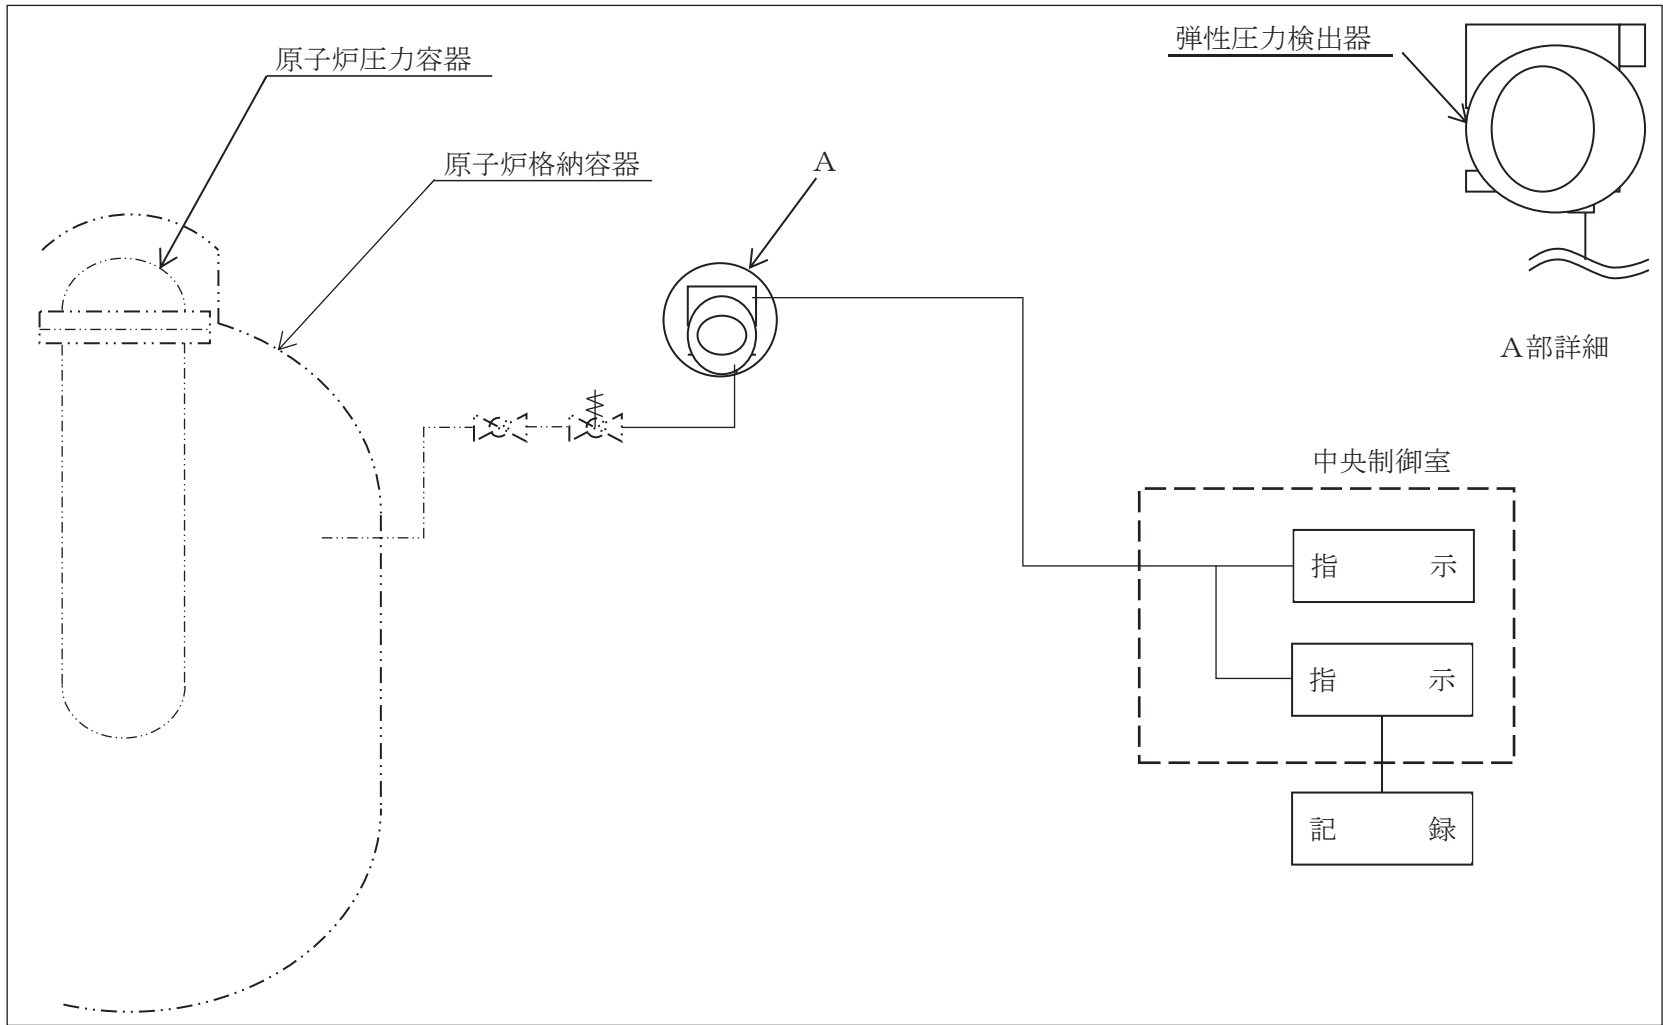 原子炉圧力容器
弾性圧力検出器
原子炉格納容器
A
A部詳細
中央制御室
指示
指示
記録